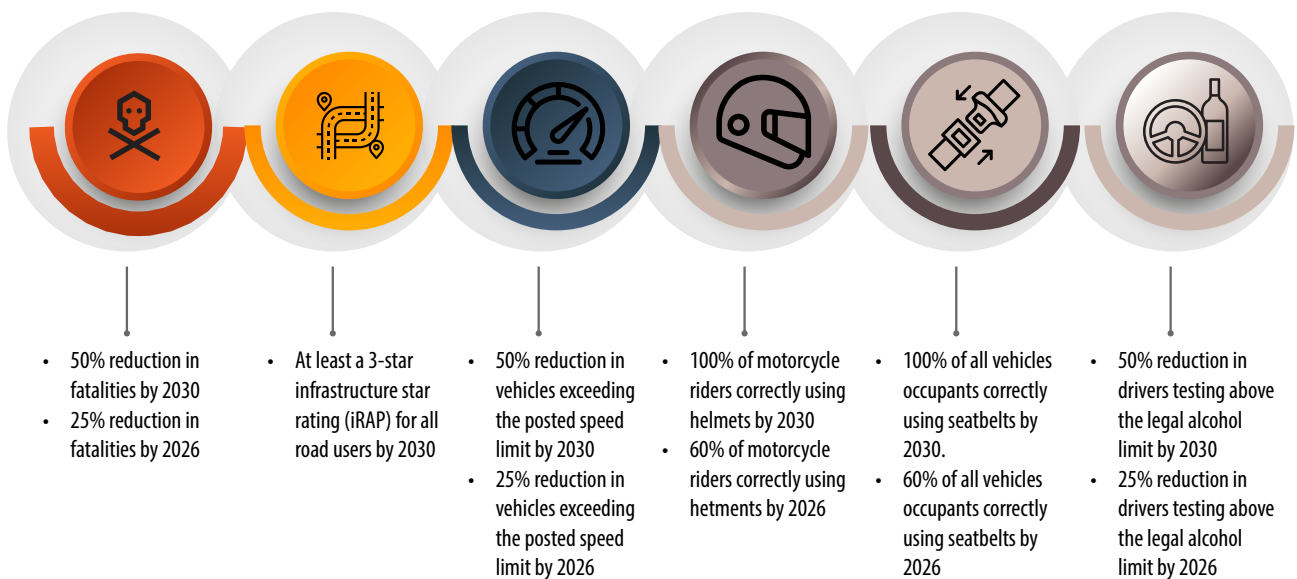 • 50% reduction in
fatalities by 2030
• 25% reduction in
fatalities by 2026
• At least a 3-star
infrastructure star
rating (iRAP) for all
road users by 2030
• 50% reduction in
vehicles exceeding
the posted speed
limit by 2030
• 25% reduction in
vehicles exceeding
the posted speed
limit by 2026
• 100% of motorcycle
riders correctly using
helmets by 2030
• 60% of motorcycle
riders correctly using
hetments by 2026
• 100% of all vehicles
occupants correctly
using seatbelts by
2030.
• 60% of all vehicles
occupants correctly
using seatbelts by
2026
• 50% reduction in
drivers testing above
the legal alcohol
limit by 2030
• 25% reduction in
drivers testing above
the legal alcohol
limit by 2026